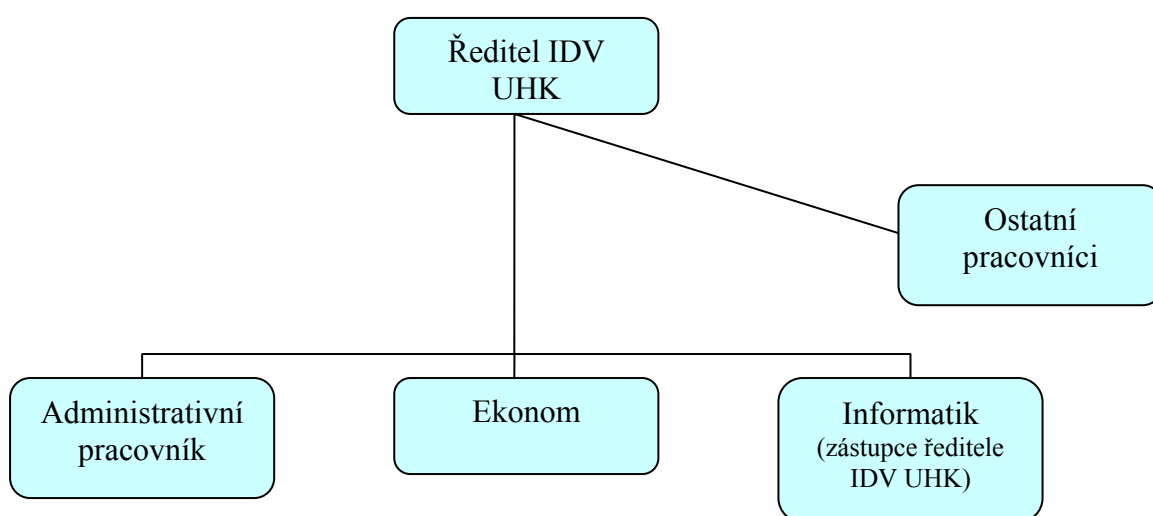 Ředitel IDV
UHK
Ostatní
pracovníci
Administrativní
pracovník
Ekonom
Informatik
(zástupce ředitele
IDV UHK)